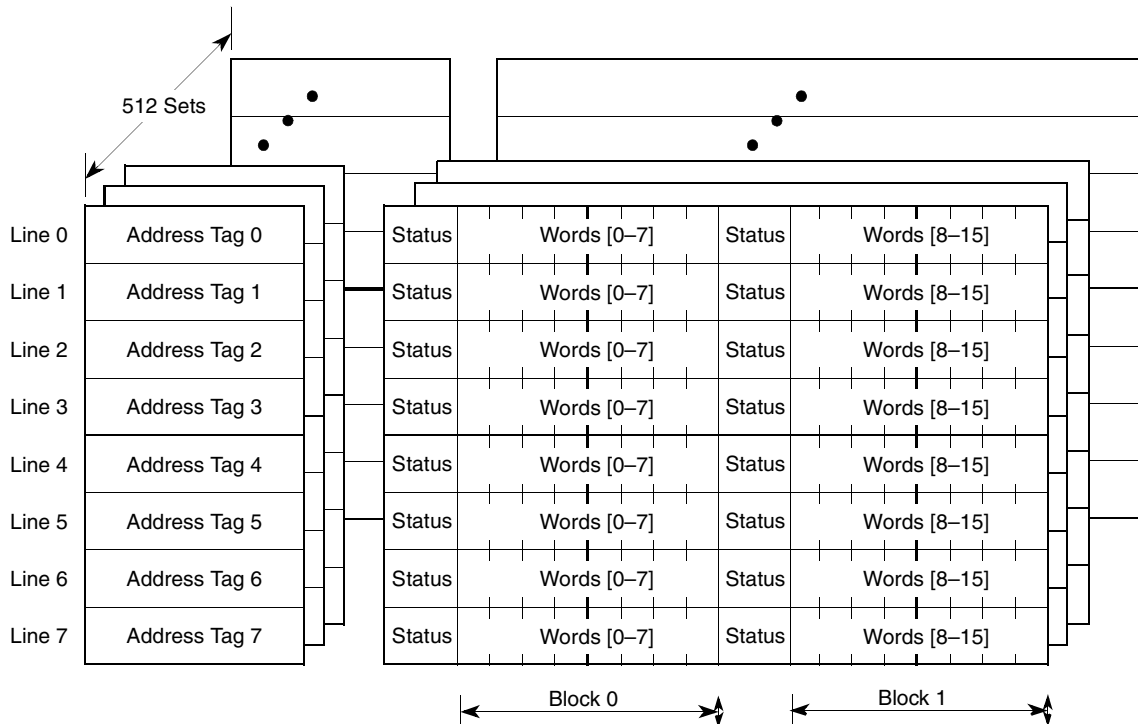 512 Sets
Line 0 Address Tag 0 Status Words [0–7] Status Words [8–15]
Line 1 Address Tag 1 Status Words [0–7] Status Words [8–15]
Line 2 Address Tag 2 Status Words [0–7] Status Words [8–15]
Line 3 Address Tag 3 Status Words [0–7] Status Words [8–15]
Line 4 Address Tag 4 Status Words [0–7] Status Words [8–15]
Line 5 Address Tag 5 Status Words [0–7] Status Words [8–15]
Line 6 Address Tag 6 Status Words [0–7] Status Words [8–15]
Line 7 Address Tag 7 Status Words [0–7] Status Words [8–15]
Block 0 Block 1